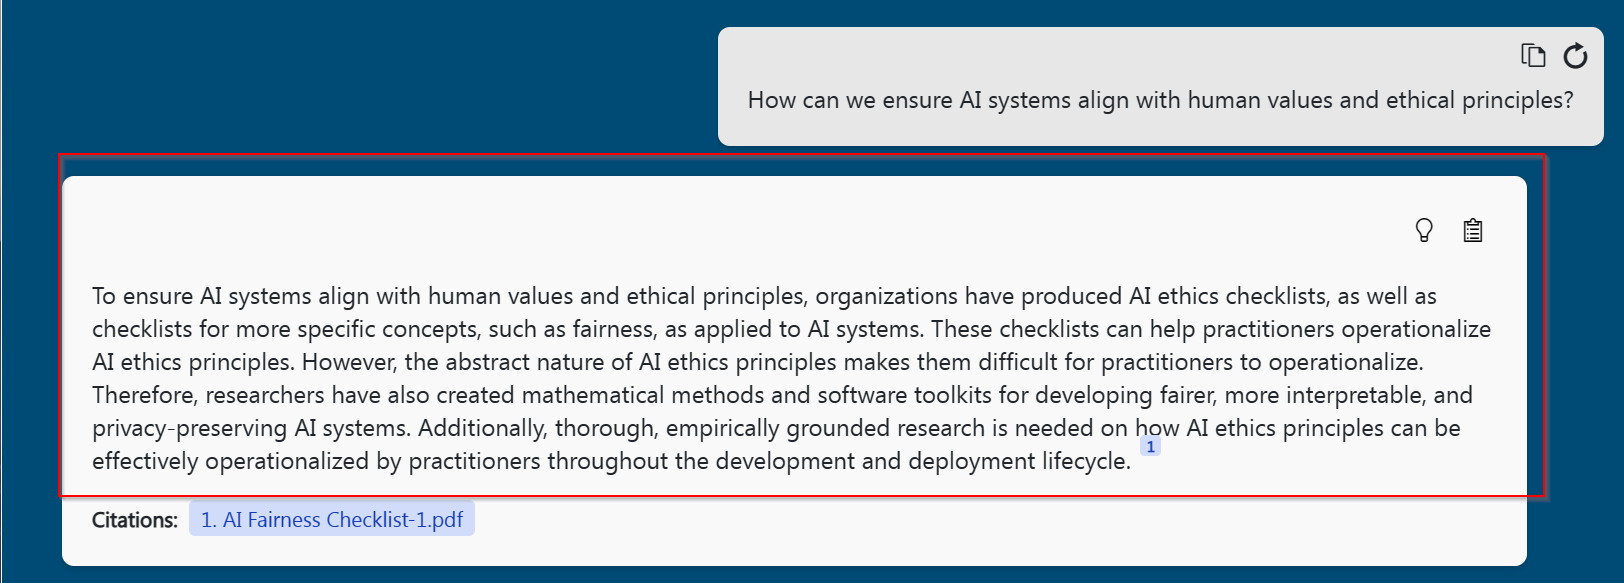 How can we ensure AI systems align with human values and ethical principles?
To ensure AI systems align with human values and ethical principles, organizations have produced AI ethics checklists, as well as
checklists for more specific concepts, such as fairness, as applied to AI systems. These checklists can help practitioners operationalize
AI ethics principles. However, the abstract nature of AI ethics principles makes them difficult for practitioners to operationalize.
Therefore, researchers have also created mathematical methods and software toolkits for developing fairer, more interpretable, and
privacy-preserving AI systems. Additionally, thorough, empirically grounded research is needed on how AI ethics principles can be
effectively operationalized by practitioners throughout the development and deployment lifecycle. 1
Citations: 1. AI Fairness Checklist-1.pdf